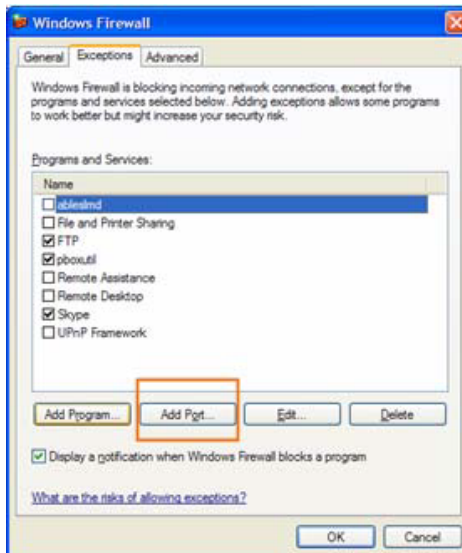 Windows Firewall
General Exceptions Advanced
Windows Firewall is blocking incoming network connections, except for the
programs and services selected below. Adding exceptions allows some programs
to work better but might increase your security risk.
Programs and Services:
Name
ableslmd
File and Printer Sharing
FTP
pboxutil
Remote Assistance
Remote Desktop
Skype
UPnP Framework
Add Program... Add Port... Edit... Delete
Display a notification when Windows Firewall blocks a program
What are the risks of allowing exceptions?
OK Cancel